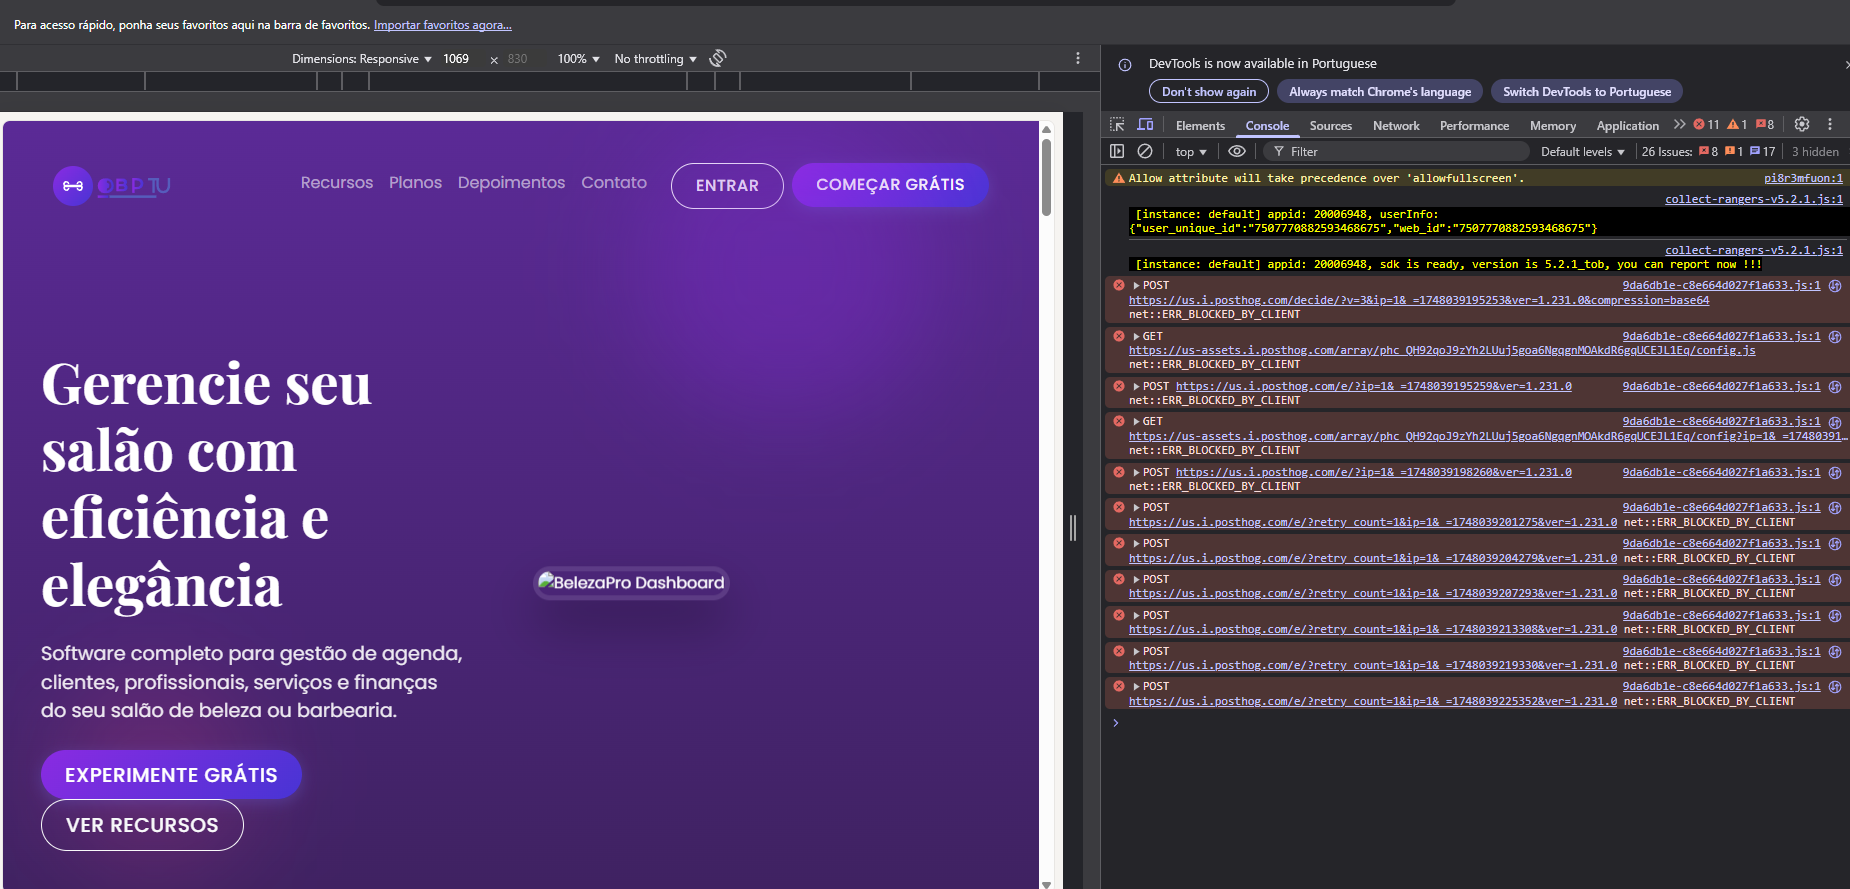 Para acesso rápido, ponha seus favoritos aqui na barra de favoritos. Importar favoritos agora...
Dimensions: Responsive 1069 × 830 100% No throttling
DevTools is now available in Portuguese
Don't show again Always match Chrome's language Switch DevTools to Portuguese
Elements Console Sources Network Performance Memory Application 11 1 8
top Filter Default levels 26 Issues: 8 1 17 3 hidden
Allow attribute will take precedence over 'allowfullscreen'. pi8r3mfuon:1
collect-rangers-v5.2.1.js:1
[instance: default] appid: 20006948, userInfo:
{"user_unique_id":"7507770882593468675","web_id":"7507770882593468675"}
collect-rangers-v5.2.1.js:1
[instance: default] appid: 20006948, sdk is ready, version is 5.2.1_tob, you can report now !!!
POST 9da6db1e-c8e664d027f1a633.js:1
https://us.i.posthog.com/decide/?v=3&ip=1&_=1748039195253&ver=1.231.0&compression=base64
net::ERR_BLOCKED_BY_CLIENT
GET 9da6db1e-c8e664d027f1a633.js:1
https://us-assets.i.posthog.com/array/phc_QH92qoJ9zYh2LUuj5goa6NgqgnMOAkdR6gqUCEJL1Eq/config.js
net::ERR_BLOCKED_BY_CLIENT
POST https://us.i.posthog.com/e/?ip=1&_=1748039195259&ver=1.231.0 9da6db1e-c8e664d027f1a633.js:1
net::ERR_BLOCKED_BY_CLIENT
GET 9da6db1e-c8e664d027f1a633.js:1
https://us-assets.i.posthog.com/array/phc_QH92qoJ9zYh2LUuj5goa6NgqgnMOAkdR6gqUCEJL1Eq/config?ip=1&_=17480391...
net::ERR_BLOCKED_BY_CLIENT
POST https://us.i.posthog.com/e/?ip=1&_=1748039198260&ver=1.231.0 9da6db1e-c8e664d027f1a633.js:1
net::ERR_BLOCKED_BY_CLIENT
POST 9da6db1e-c8e664d027f1a633.js:1
https://us.i.posthog.com/e/?retry_count=1&ip=1&_=1748039201275&ver=1.231.0 net::ERR_BLOCKED_BY_CLIENT
POST 9da6db1e-c8e664d027f1a633.js:1
https://us.i.posthog.com/e/?retry_count=1&ip=1&_=1748039204279&ver=1.231.0 net::ERR_BLOCKED_BY_CLIENT
POST 9da6db1e-c8e664d027f1a633.js:1
https://us.i.posthog.com/e/?retry_count=1&ip=1&_=1748039207293&ver=1.231.0 net::ERR_BLOCKED_BY_CLIENT
POST 9da6db1e-c8e664d027f1a633.js:1
https://us.i.posthog.com/e/?retry_count=1&ip=1&_=1748039213308&ver=1.231.0 net::ERR_BLOCKED_BY_CLIENT
POST 9da6db1e-c8e664d027f1a633.js:1
https://us.i.posthog.com/e/?retry_count=1&ip=1&_=1748039219330&ver=1.231.0 net::ERR_BLOCKED_BY_CLIENT
POST 9da6db1e-c8e664d027f1a633.js:1
https://us.i.posthog.com/e/?retry_count=1&ip=1&_=1748039225352&ver=1.231.0 net::ERR_BLOCKED_BY_CLIENT
OBPTU Recursos Planos Depoimentos Contato ENTRAR COMEÇAR GRÁTIS
Gerencie seu
salão com
eficiência e
elegância
BelezaPro Dashboard
Software completo para gestão de agenda,
clientes, profissionais, serviços e finanças
do seu salão de beleza ou barbearia.
EXPERIMENTE GRÁTIS
VER RECURSOS